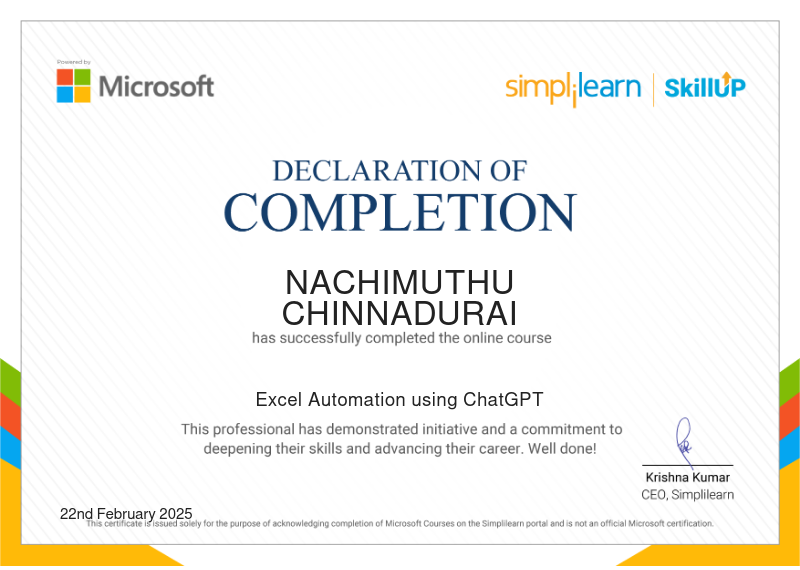 Powered by
Microsoft
simplilearn | SkillUP
DECLARATION OF
COMPLETION
NACHIMUTHU
CHINNADURAI
has successfully completed the online course
Excel Automation using ChatGPT
This professional has demonstrated initiative and a commitment to
deepening their skills and advancing their career. Well done!
Krishna Kumar
CEO, Simplilearn
22nd February 2025
This certificate is issued solely for the purpose of acknowledging completion of Microsoft Courses on the Simplilearn portal and is not an official Microsoft certification.